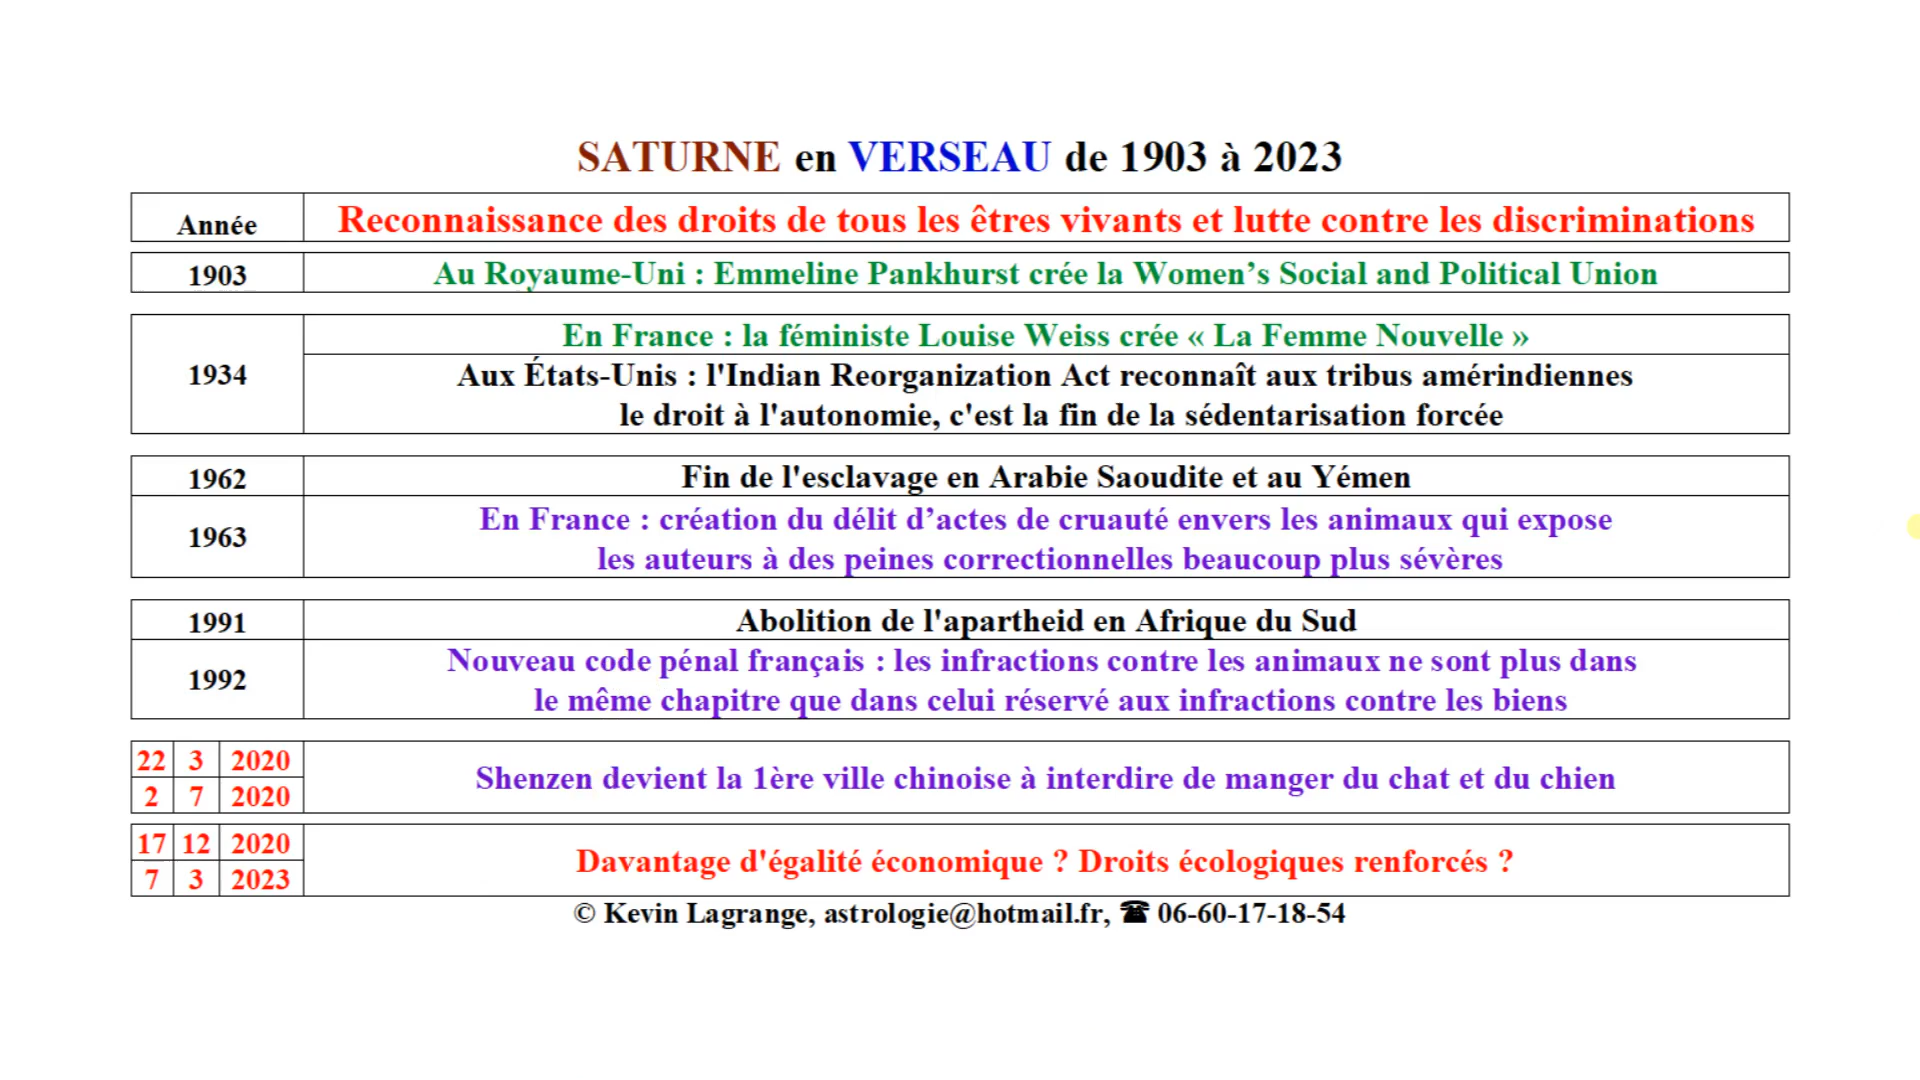 SATURNE en VERSEAU de 1903 à 2023
Année Reconnaissance des droits de tous les êtres vivants et lutte contre les discriminations
1903 Au Royaume-Uni : Emmeline Pankhurst crée la Women’s Social and Political Union
1934 En France : la féministe Louise Weiss crée « La Femme Nouvelle »
Aux États-Unis : l'Indian Reorganization Act reconnaît aux tribus amérindiennes
le droit à l'autonomie, c'est la fin de la sédentarisation forcée
1962 Fin de l'esclavage en Arabie Saoudite et au Yémen
1963 En France : création du délit d’actes de cruauté envers les animaux qui expose
les auteurs à des peines correctionnelles beaucoup plus sévères
1991 Abolition de l'apartheid en Afrique du Sud
1992 Nouveau code pénal français : les infractions contre les animaux ne sont plus dans
le même chapitre que dans celui réservé aux infractions contre les biens
22 3 2020
2 7 2020
Shenzen devient la 1ère ville chinoise à interdire de manger du chat et du chien
17 12 2020
7 3 2023
Davantage d'égalité économique ? Droits écologiques renforcés ?
© Kevin Lagrange, astrologie@hotmail.fr, ☎ 06-60-17-18-54